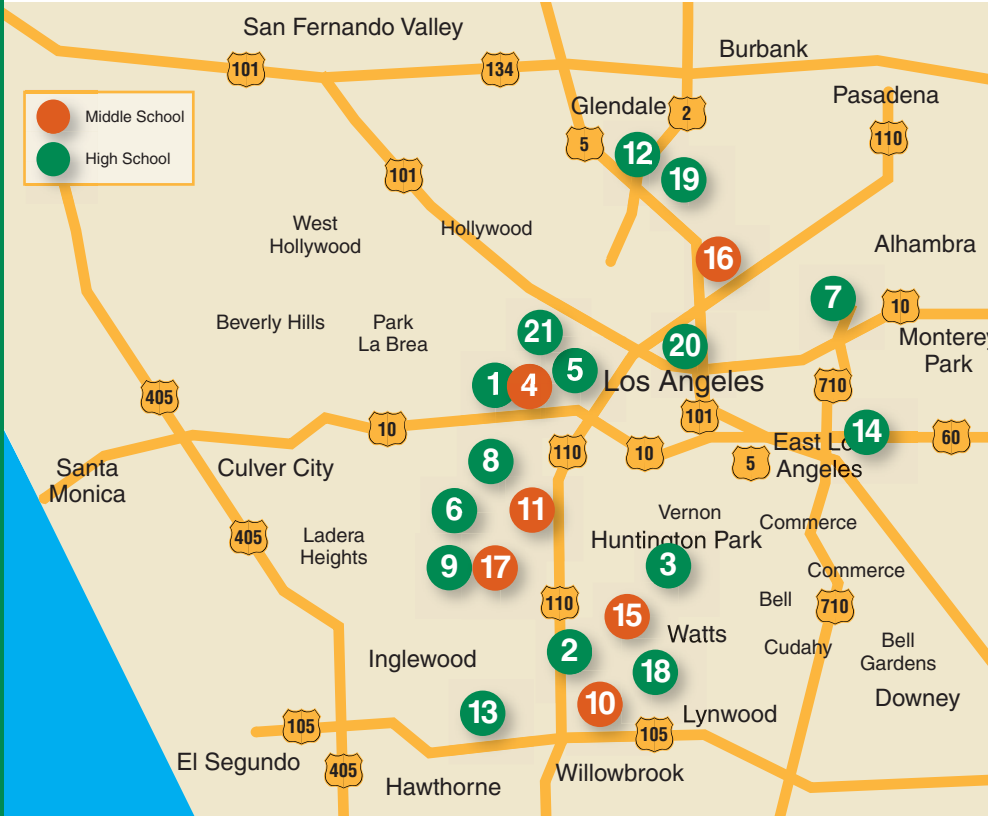 San Fernando Valley
Burbank
101
134
Pasadena
Glendale
2
Middle School
5
110
High School
12
101
19
West
Hollywood
Hollywood
Alhambra
16
7
10
Beverly Hills
Park
La Brea
21
20
Monterey
Park
1
4
5
Los Angeles
710
405
101
10
14
60
110
10
5
East Lo
Angeles
Santa
Monica
Culver City
8
6
11
Vernon
Commerce
405
Ladera
Heights
Huntington Park
9
17
3
Commerce
110
Bell
710
15
Watts
2
Cudahy
Bell
Gardens
Inglewood
18
Downey
13
10
Lynwood
105
105
El Segundo
405
Willowbrook
Hawthorne